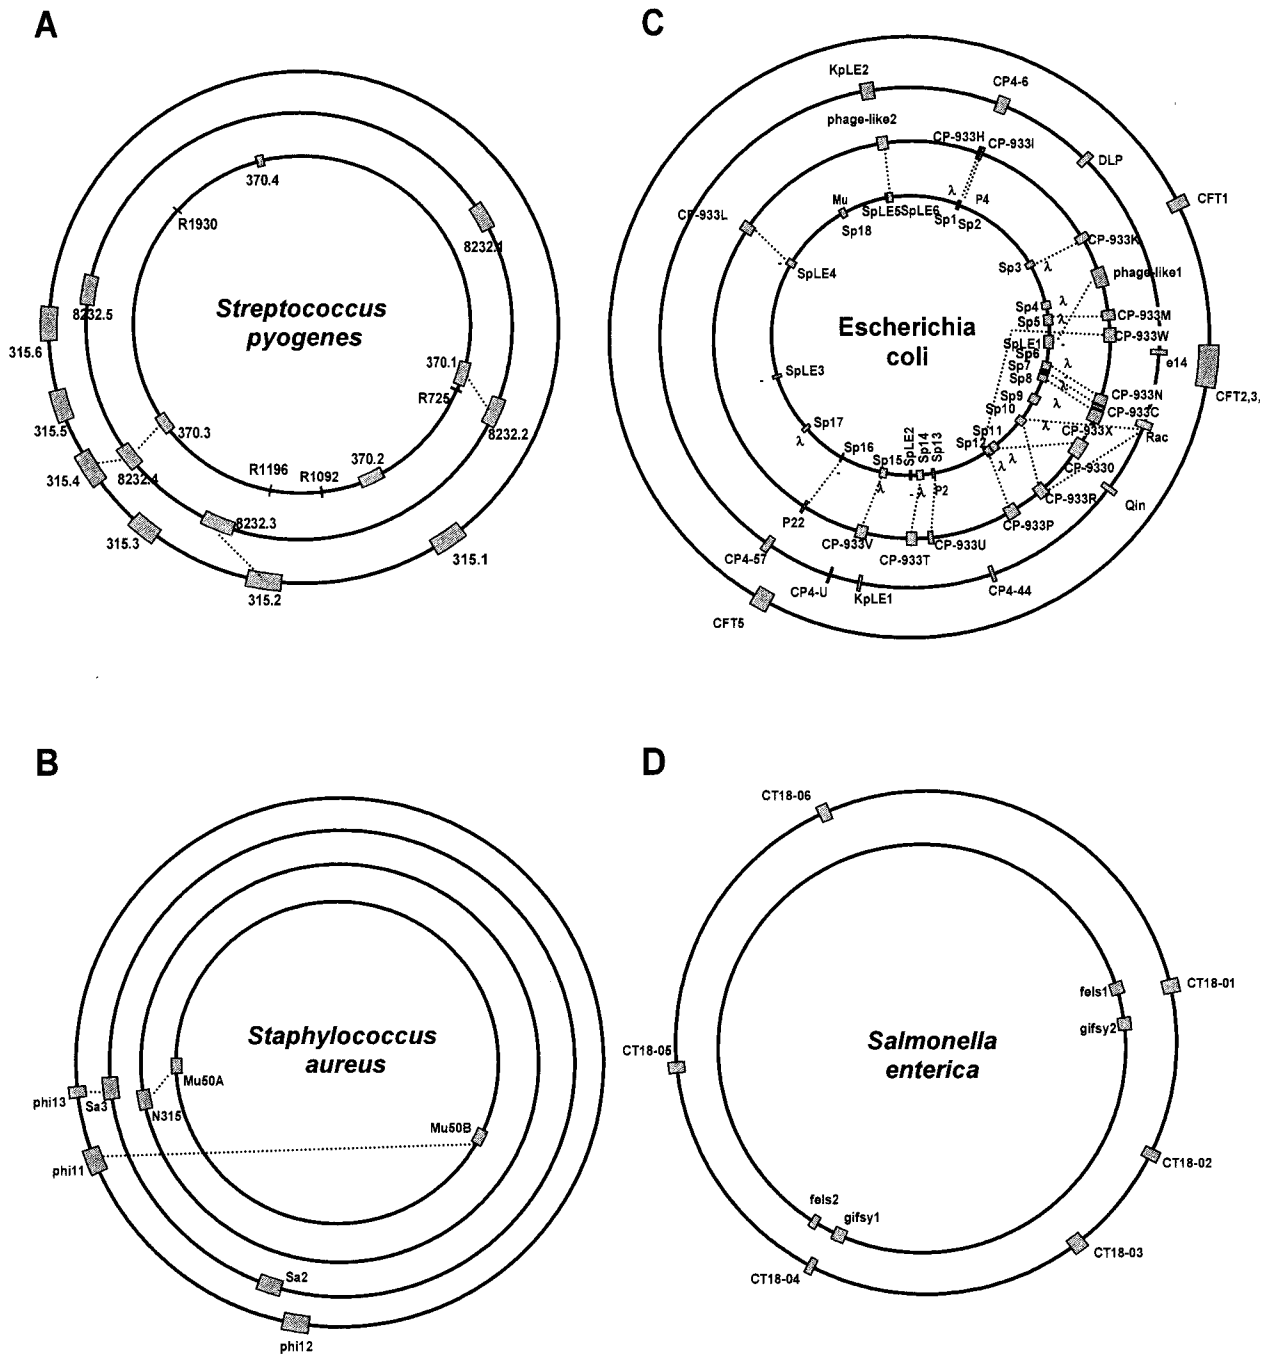 A
370.4
R1930
8232.1
8232.5
315.6
Streptococcus
pyogenes
370.1
R725
8232.2
315.5
370.3
315.4
8232.4
R1196
R1092
370.2
8232.3
315.3
315.1
315.2
C
KpLE2
CP4-6
phage-like2
CP-933H
CP-933I
DLP
CFT1
λ
P4
Mu
SpLE5
SpLE6
Sp1
Sp2
CP-933L
Sp18
CP-933K
Sp3
λ
SpLE4
phage-like1
Sp4
λ
Sp5
λ
CP-933M
Escherichia
coli
CP-933W
SpLE1
Sp6
e14
Sp7
λ
SpLE3
Sp8
λ
CFT2,3,
Sp9
λ
CP-933N
CP-933C
Sp10
λ
CP-933X
Rac
Sp17
λ
Sp11
Sp12
λ
λ
Sp16
Sp15
λ
SpLE2
Sp14
λ
Sp13
P2
CP-9330
CP-933R
Qin
P22
CP-933P
CP-933V
CP-933U
CP4-57
CP-933T
CP4-U
KpLE1
CP4-44
CFT5
B
Staphylococcus
aureus
Mu50A
phi13
Sa3
N315
Mu50B
phi11
Sa2
phi12
D
CT18-06
CT18-01
fels1
gifsy2
Salmonella
enterica
CT18-05
CT18-02
fels2
gifsy1
CT18-03
CT18-04